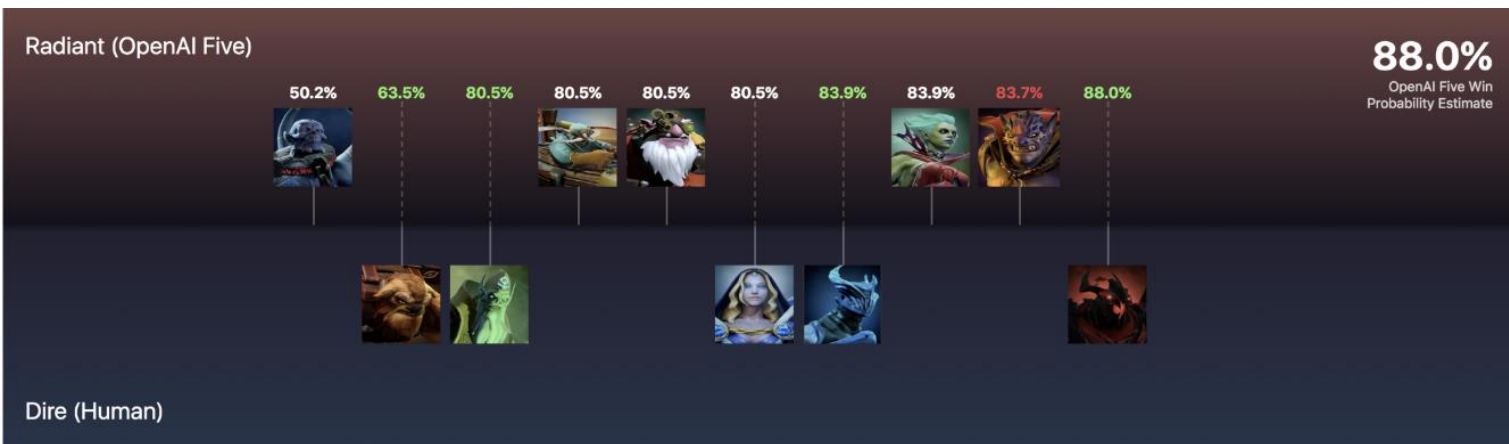 Radiant (OpenAI Five)
88.0%
OpenAI Five Win
Probability Estimate
50.2% 63.5% 80.5% 80.5% 80.5% 80.5% 83.9% 83.9% 83.7% 88.0%
Dire (Human)